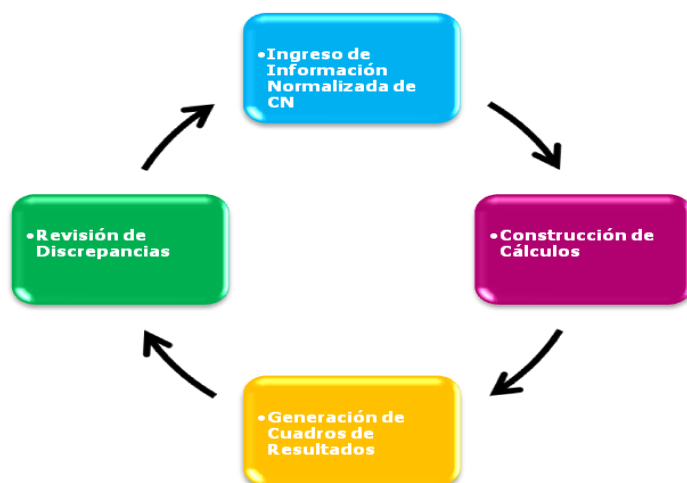 •Ingreso de
Información
Normalizada de
CN
•Construcción de
Cálculos
•Generación de
Cuadros de
Resultados
•Revisión de
Discrepancias